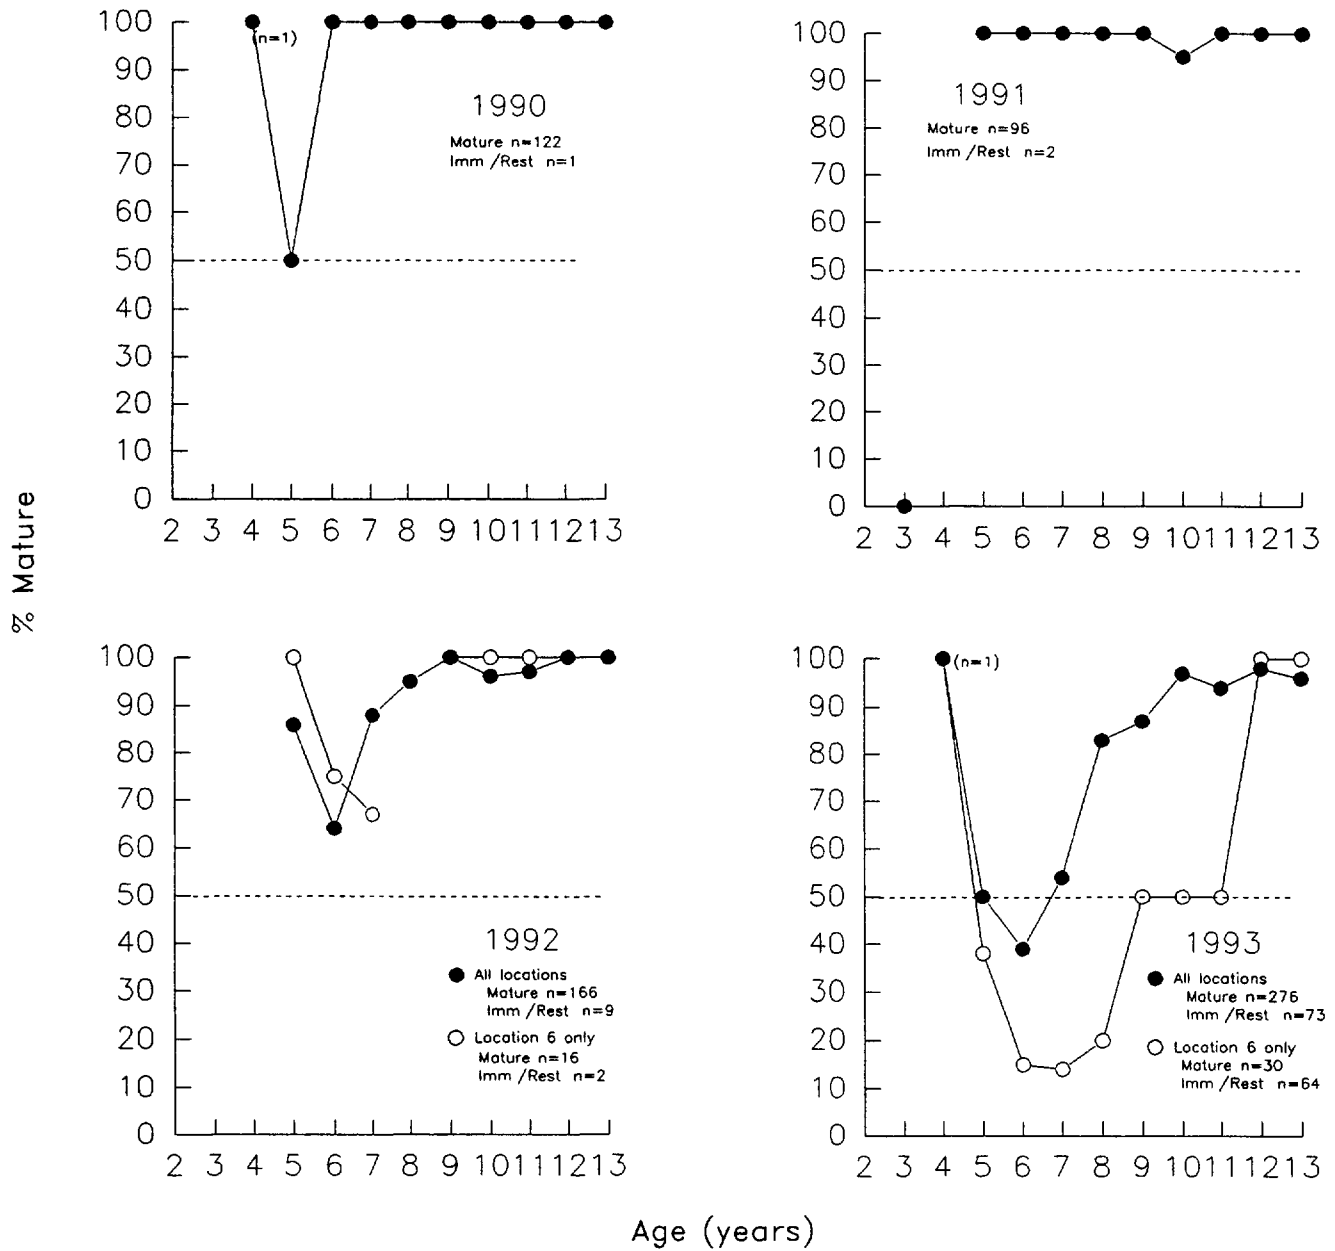 % Mature
100
90
80
70
60
50
40
30
20
10
0
2 3 4 5 6 7 8 9 10 11 12 13
(n=1)
1990
Mature n=122
Imm /Rest n=1
100
90
80
70
60
50
40
30
20
10
0
2 3 4 5 6 7 8 9 10 11 12 13
1991
Mature n=96
Imm /Rest n=2
100
90
80
70
60
50
40
30
20
10
0
2 3 4 5 6 7 8 9 10 11 12 13
1992
All locations
Mature n=166
Imm /Rest n=9
Location 6 only
Mature n=16
Imm /Rest n=2
100
90
80
70
60
50
40
30
20
10
0
2 3 4 5 6 7 8 9 10 11 12 13
(n=1)
1993
All locations
Mature n=276
Imm /Rest n=73
Location 6 only
Mature n=30
Imm /Rest n=64
Age (years)